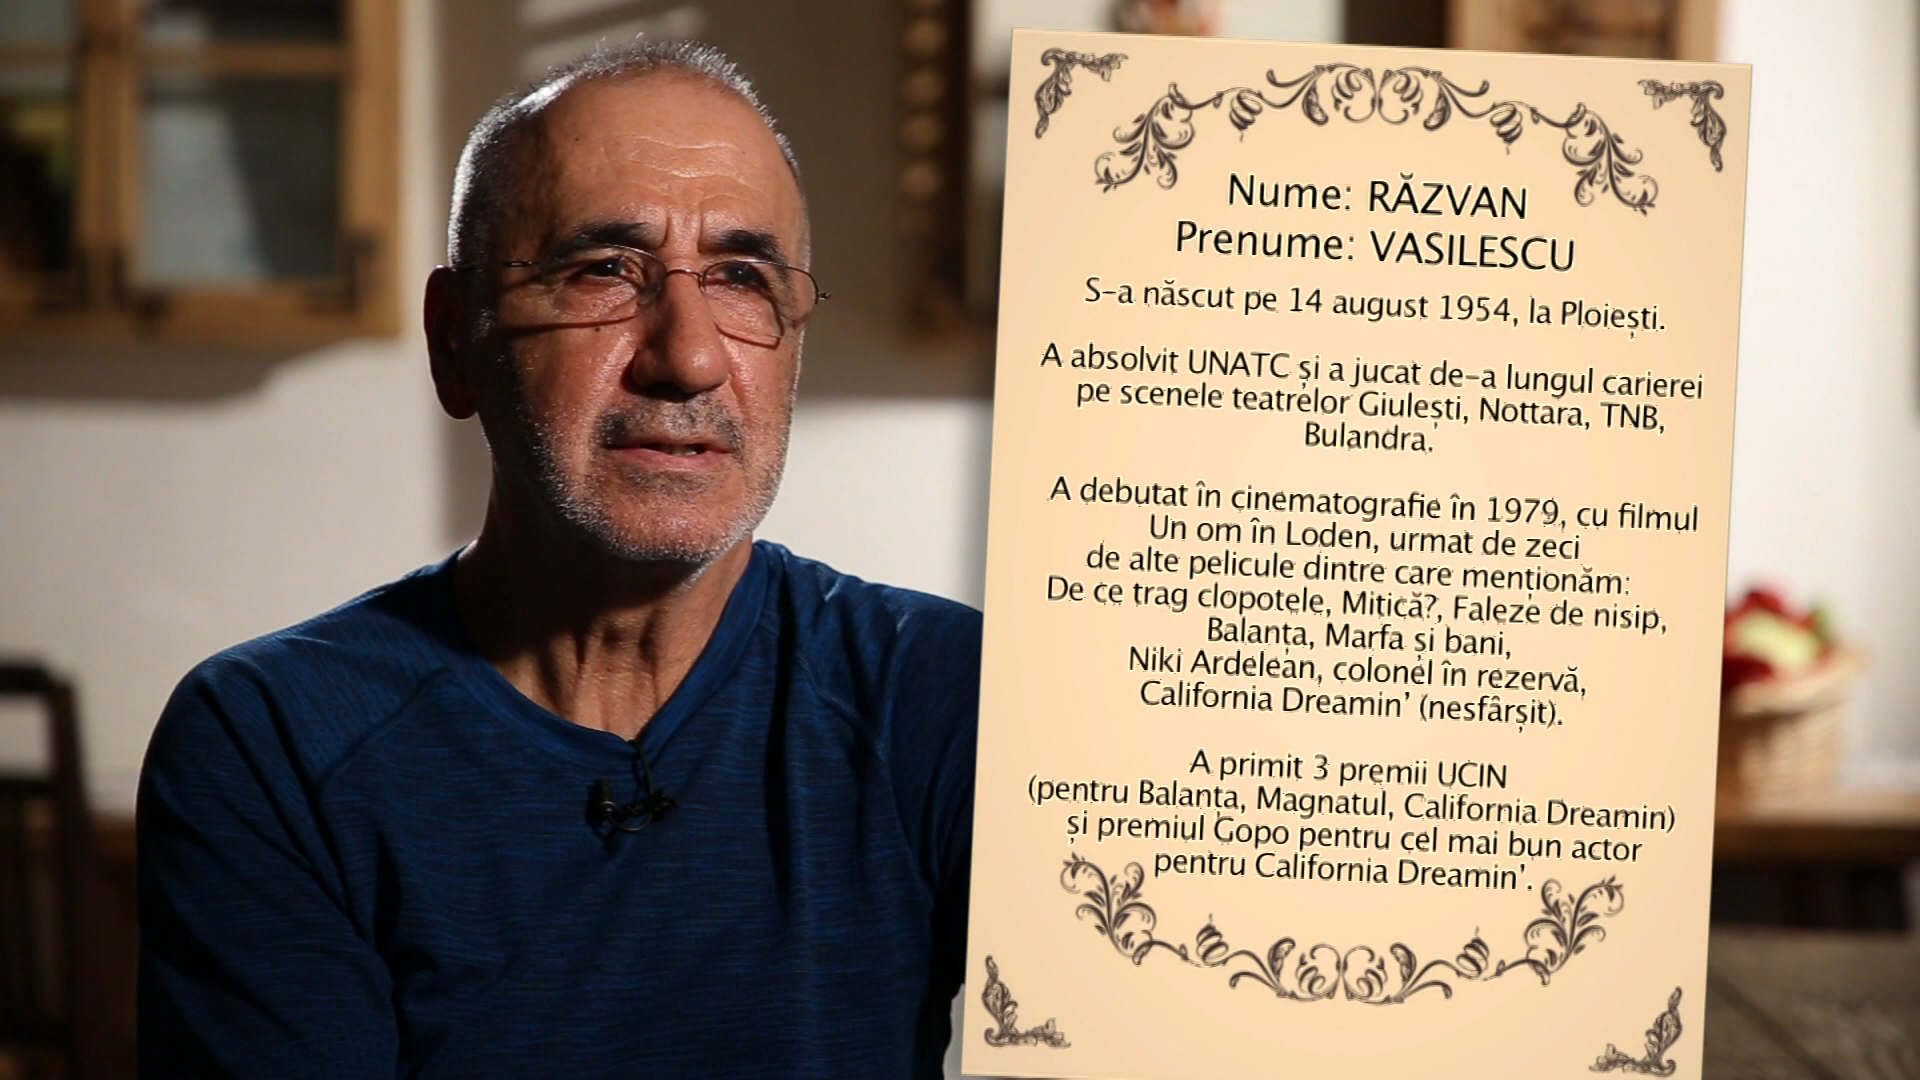 Nume: RĂZVAN
Prenume: VASILESCU
S-a născut pe 14 august 1954, la Ploiești.
A absolvit UNATC și a jucat de-a lungul carierei
pe scenele teatrelor Giulești, Nottara, TNB,
Bulandra.
A debutat în cinematografie în 1979, cu filmul
Un om în Loden, urmat de zeci
de alte pelicule dintre care menționăm:
De ce trag clopotele, Mitică?, Faleze de nisip,
Balanța, Marfa și bani,
Niki Ardelean, colonel în rezervă,
California Dreamin' (nesfârșit).
A primit 3 premii UCIN
(pentru Balanța, Magnatul, California Dreamin)
și premiul Gopo pentru cel mai bun actor
pentru California Dreamin'.